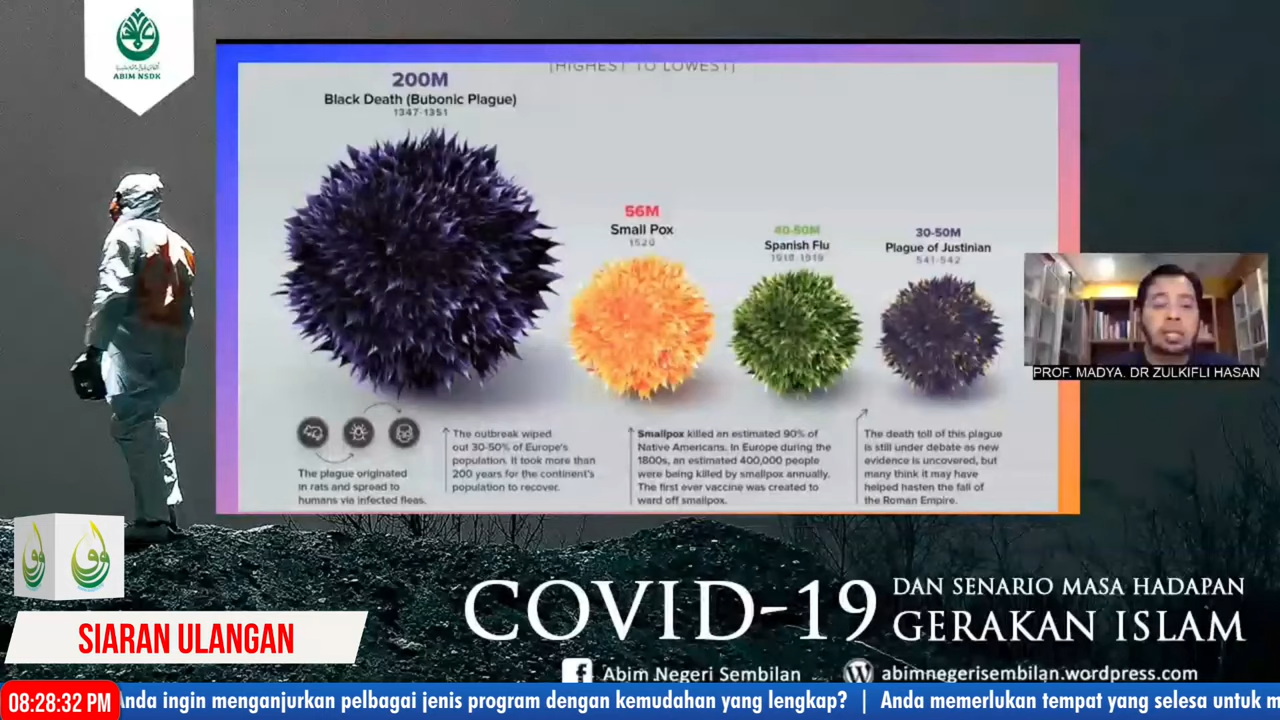 ABIM NSDK
[HIGHEST TO LOWEST]
200M
Black Death (Bubonic Plague)
1347-1351
56M
Small Pox
1520
40-50M
Spanish Flu
1918-1919
30-50M
Plague of Justinian
541-542
The plague originated
in rats and spread to
humans via infected fleas.
The outbreak wiped
out 30-50% of Europe's
population. It took more than
200 years for the continent's
population to recover.
Smallpox killed an estimated 90% of
Native Americans. In Europe during the
1800s, an estimated 400,000 people
were being killed by smallpox annually.
The first ever vaccine was created to
ward off smallpox.
The death toll of this plague
is still under debate as new
evidence is uncovered, but
many think it may have
helped hasten the fall of
the Roman Empire.
PROF. MADYA. DR ZULKIFLI HASAN
COVID-19
DAN SENARIO MASA HADAPAN
GERAKAN ISLAM
SIARAN ULANGAN
Abim Negeri Sembilan
abimnegerisembilan.wordpress.com
08:28:32 PM
nda ingin menganjurkan pelbagai jenis program dengan kemudahan yang lengkap? | Anda memerlukan tempat yang selesa untuk m